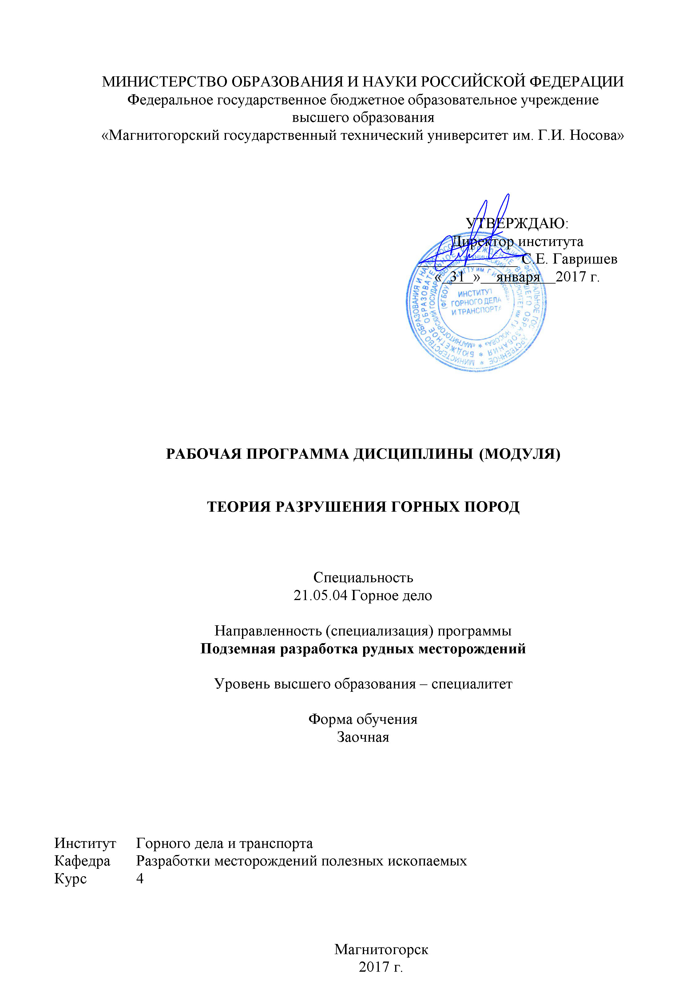 МИНИСТЕРСТВО ОБРАЗОВАНИЯ И НАУКИ РОССИЙСКОЙ ФЕДЕРАЦИИ
Федеральное государственное бюджетное образовательное учреждение
высшего образования
«Магнитогорский государственный технический университет им. Г.И. Носова»
УТВЕРЖДАЮ:
Директор института
С.Е. Гавришев
«_31_»__января__2017 г.
ИНСТИТУТ
ГОРНОГО ДЕЛА
И ТРАНСПОРТА
РАБОЧАЯ ПРОГРАММА ДИСЦИПЛИНЫ (МОДУЛЯ)
ТЕОРИЯ РАЗРУШЕНИЯ ГОРНЫХ ПОРОД
Специальность
21.05.04 Горное дело
Направленность (специализация) программы
Подземная разработка рудных месторождений
Уровень высшего образования – специалитет
Форма обучения
Заочная
Институт Горного дела и транспорта
Кафедра Разработки месторождений полезных ископаемых
Курс 4
Магнитогорск
2017 г.